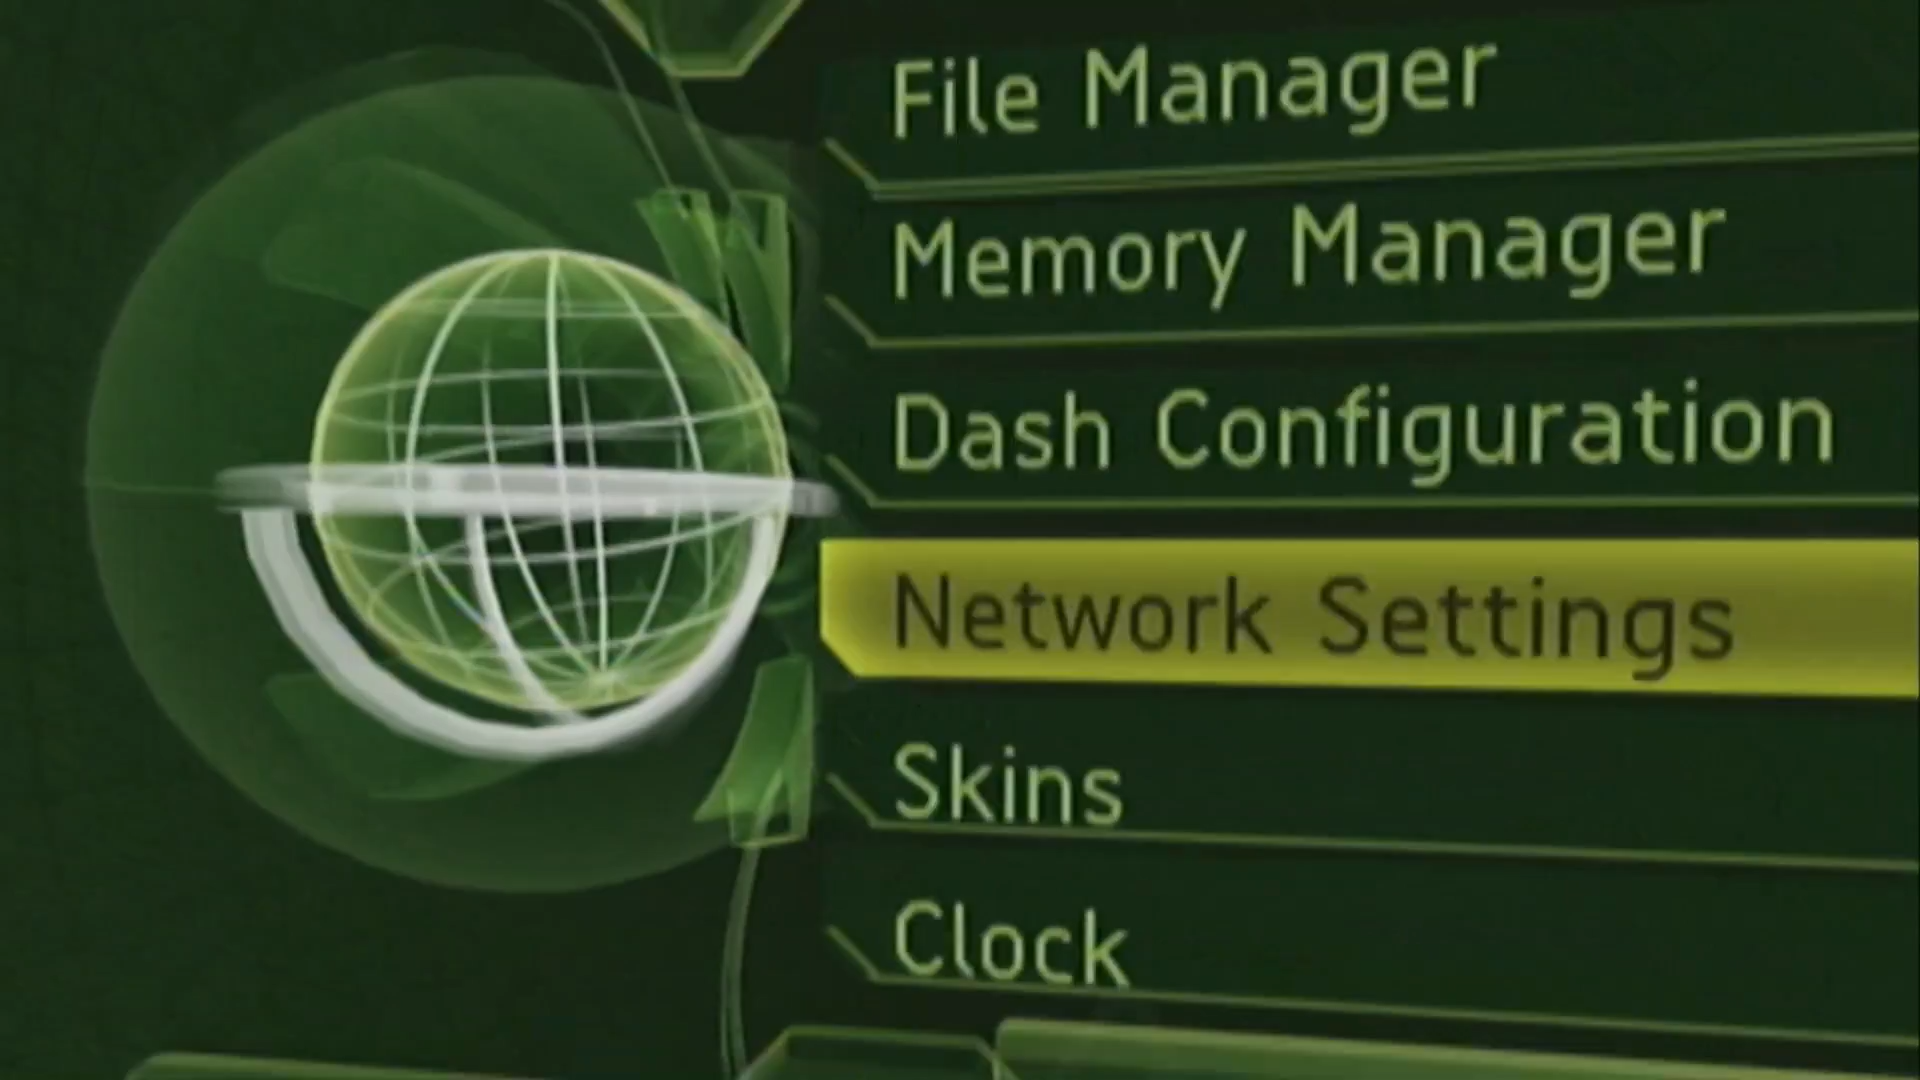 File Manager
Memory Manager
Dash Configuration
Network Settings
Skins
Clock